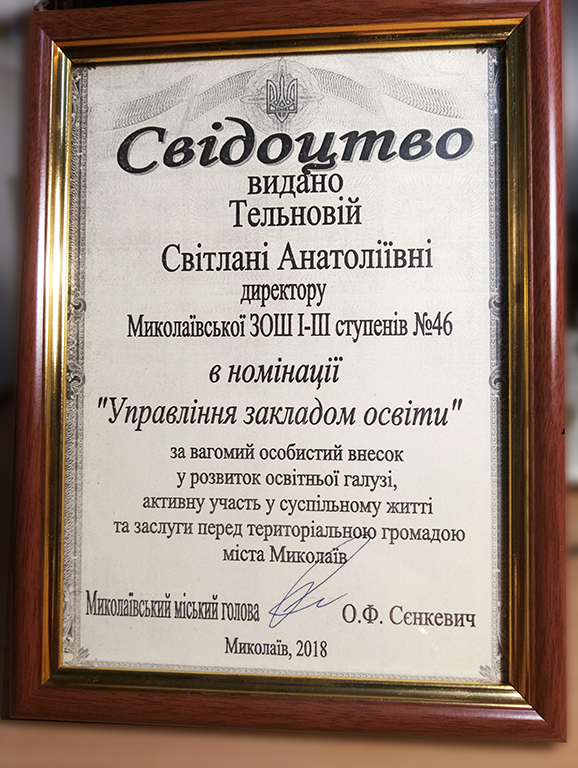 Свідоцтво
видано
Тельновій
Світлані Анатоліївні
директору
Миколаївської ЗОШ І-ІІІ ступенів №46
в номінації
"Управління закладом освіти"
за вагомий особистий внесок
у розвиток освітньої галузі,
активну участь у суспільному житті
та заслуги перед територіальною громадою
міста Миколаїв
Миколаївський міський голова О.Ф. Сєнкевич
Миколаїв, 2018